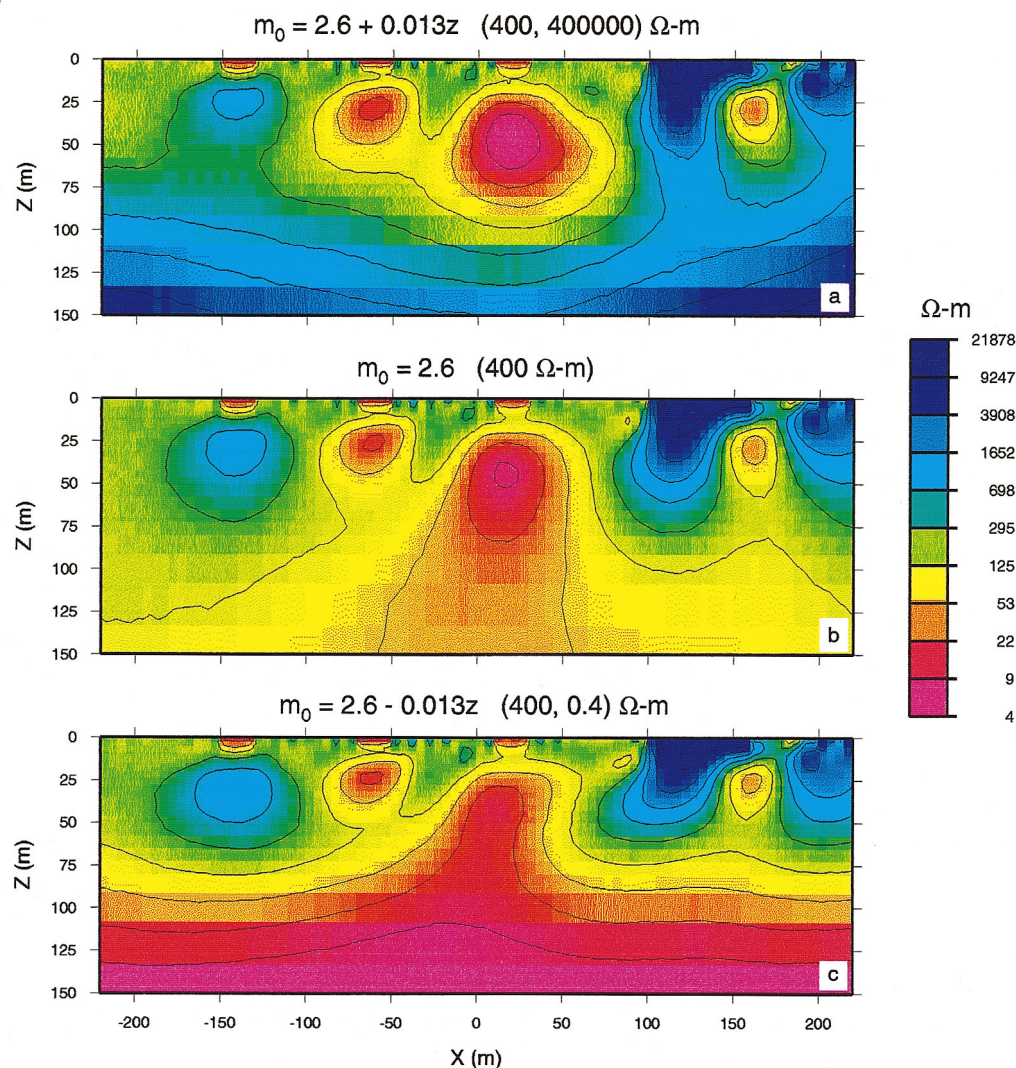 m₀ = 2.6 + 0.013z (400, 400000) Ω-m
0
25
50
75
100
125
150
Z (m)
a
m₀ = 2.6 (400 Ω-m)
0
25
50
75
100
125
150
Z (m)
b
Ω-m
21878
9247
3908
1652
698
295
125
53
22
9
4
m₀ = 2.6 - 0.013z (400, 0.4) Ω-m
0
25
50
75
100
125
150
Z (m)
c
-200 -150 -100 -50 0 50 100 150 200
X (m)